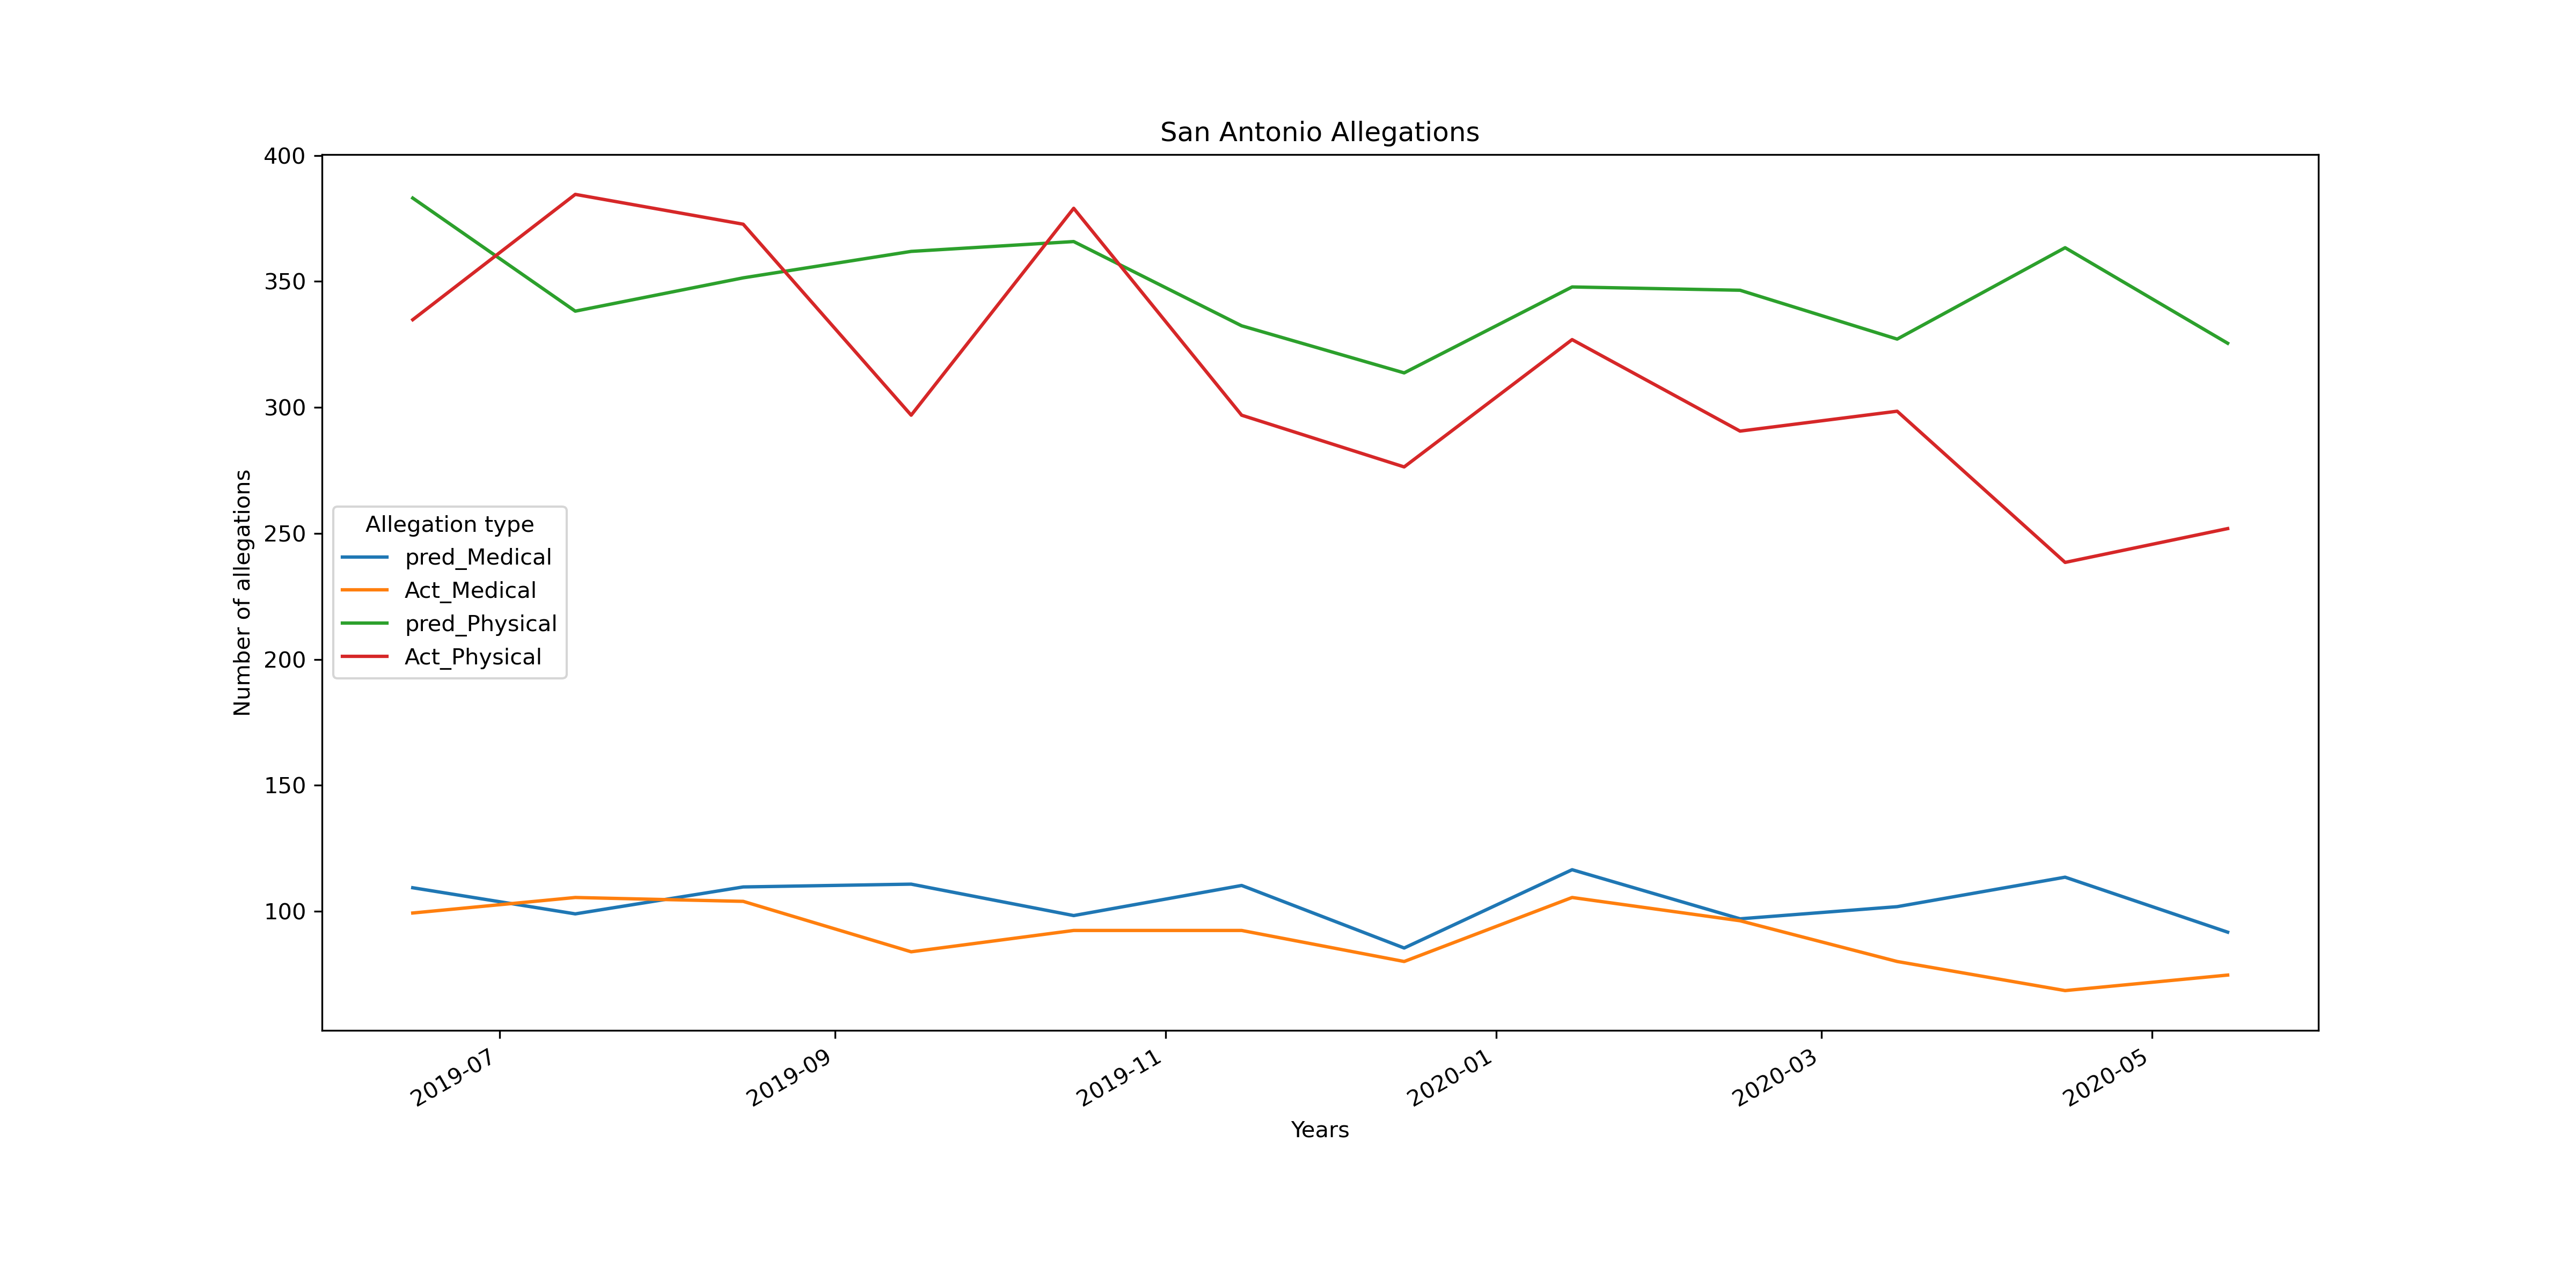 San Antonio Allegations
400
350
300
250
200
150
100
Number of allegations
Allegation type
pred_Medical
Act_Medical
pred_Physical
Act_Physical
2019-07
2019-09
2019-11
2020-01
2020-03
2020-05
Years